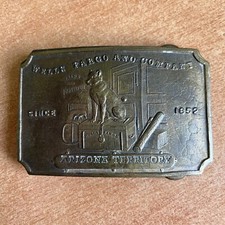 WELLS FARGO AND COMPANY
SINCE 1852
ARIZONA TERRITORY